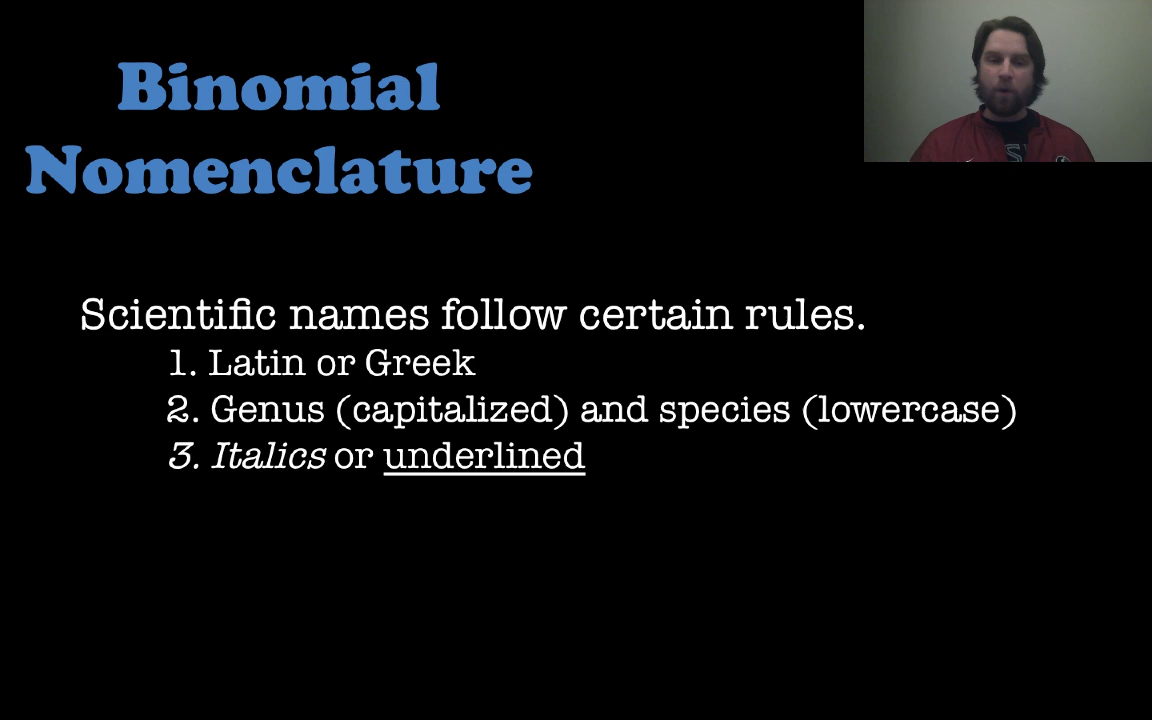 Binomial
Nomenclature
Scientific names follow certain rules.
1. Latin or Greek
2. Genus (capitalized) and species (lowercase)
3. Italics or underlined